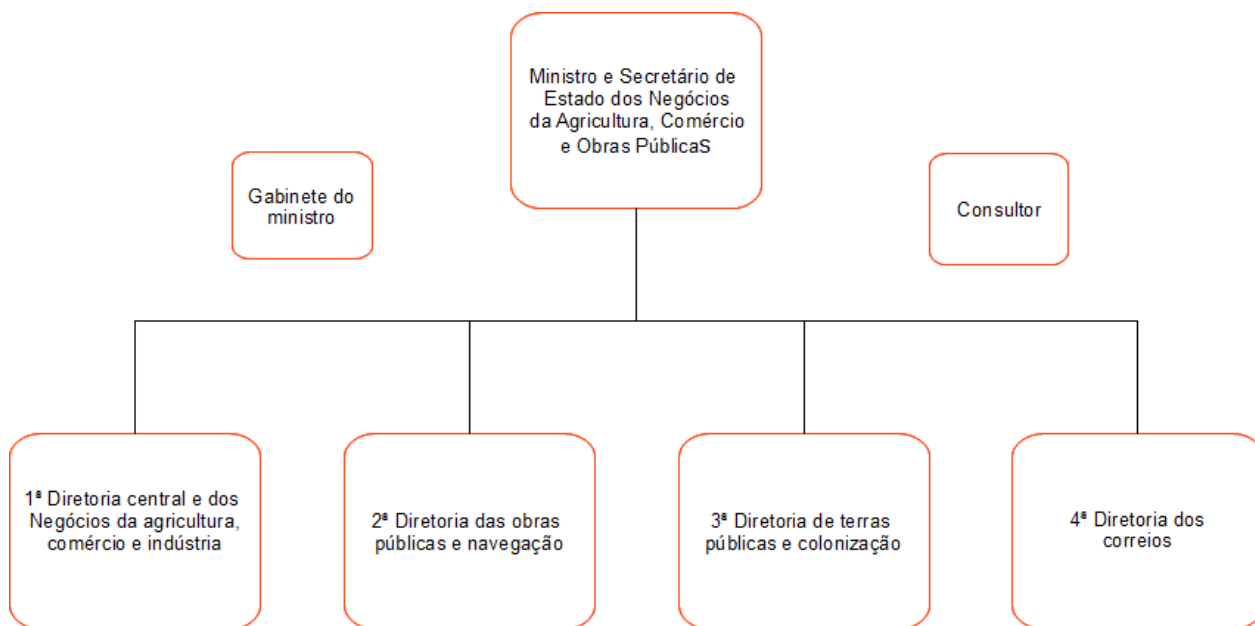 Ministro e Secretário de
Estado dos Negócios
da Agricultura, Comércio
e Obras PúblicaS
Gabinete do
ministro
Consultor
1ª Diretoria central e dos
Negócios da agricultura,
comércio e indústria
2ª Diretoria das obras
públicas e navegação
3ª Diretoria de terras
públicas e colonização
4ª Diretoria dos
correios